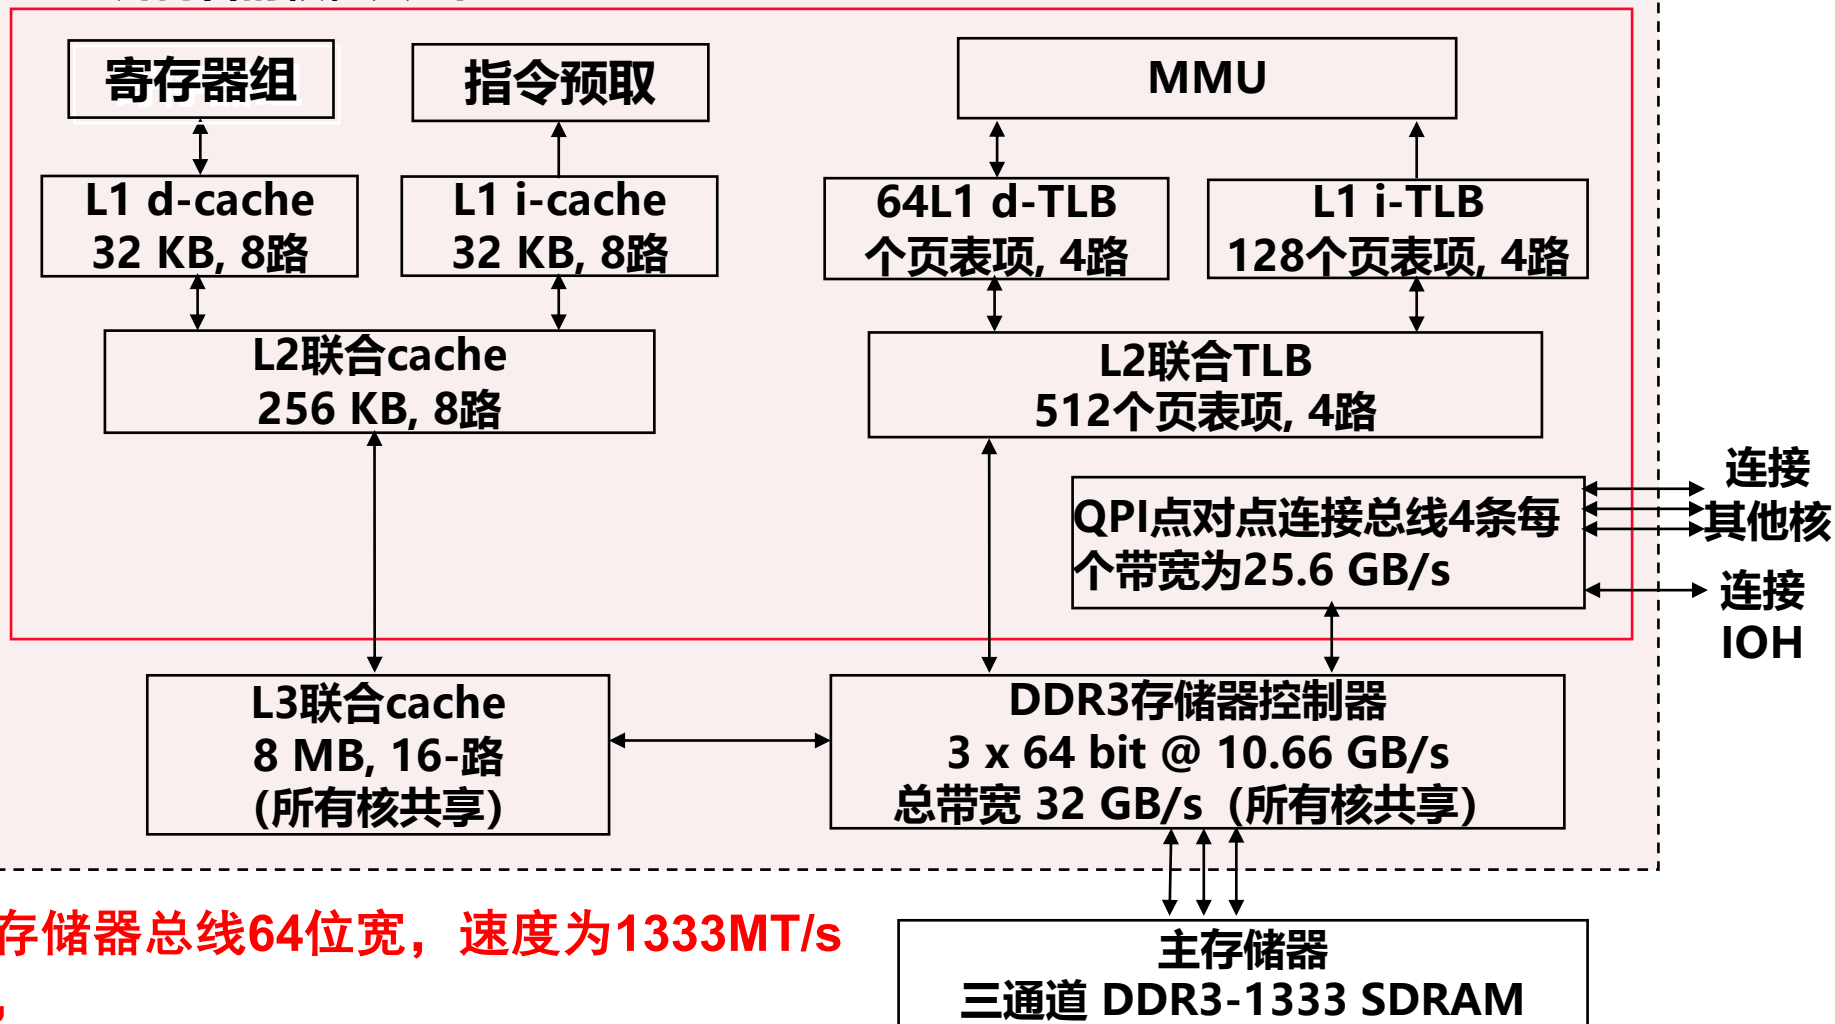 寄存器组
指令预取
MMU
L1 d-cache
32 KB, 8路
L1 i-cache
32 KB, 8路
64L1 d-TLB
个页表项, 4路
L1 i-TLB
128个页表项, 4路
L2联合cache
256 KB, 8路
L2联合TLB
512个页表项, 4路
QPI点对点连接总线4条每
个带宽为25.6 GB/s
连接
其他核
连接
IOH
L3联合cache
8 MB, 16-路
(所有核共享)
DDR3存储器控制器
3 x 64 bit @ 10.66 GB/s
总带宽 32 GB/s (所有核共享)
存储器总线64位宽，速度为1333MT/s
主存储器
三通道 DDR3-1333 SDRAM